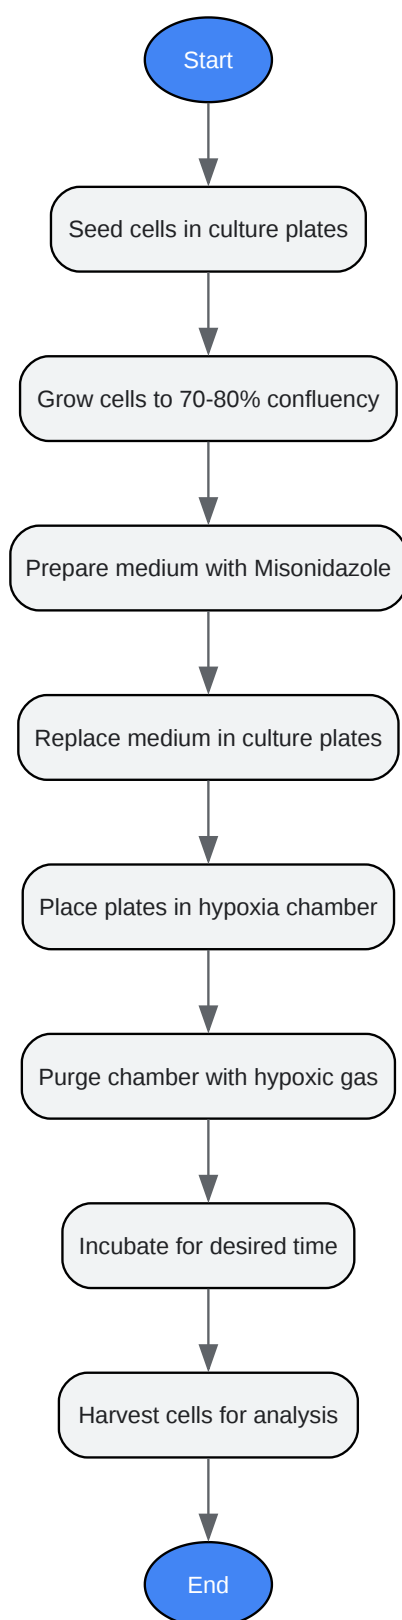 Start
Seed cells in culture plates
Grow cells to 70-80% confluency
Prepare medium with Misonidazole
Replace medium in culture plates
Place plates in hypoxia chamber
Purge chamber with hypoxic gas
Incubate for desired time
Harvest cells for analysis
End